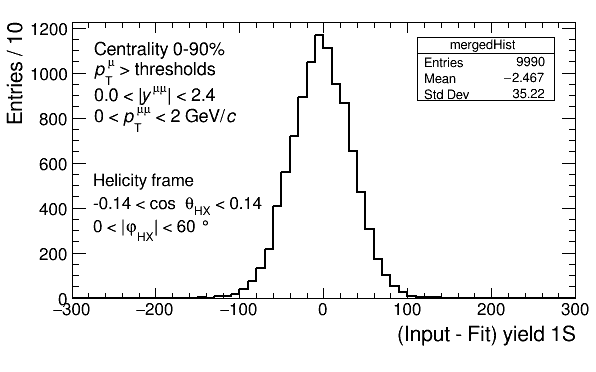 Entries / 10
1200
1000
800
600
400
200
0
−300
−200
−100
0
100
200
300
(Input - Fit) yield 1S
Centrality 0-90%
p_T^μ > thresholds
0.0 < |y^μμ| < 2.4
0 < p_T^μμ < 2 GeV/c
Helicity frame
-0.14 < cos θ_HX < 0.14
0 < |φ_HX| < 60 °
mergedHist
Entries 9990
Mean −2.467
Std Dev 35.22